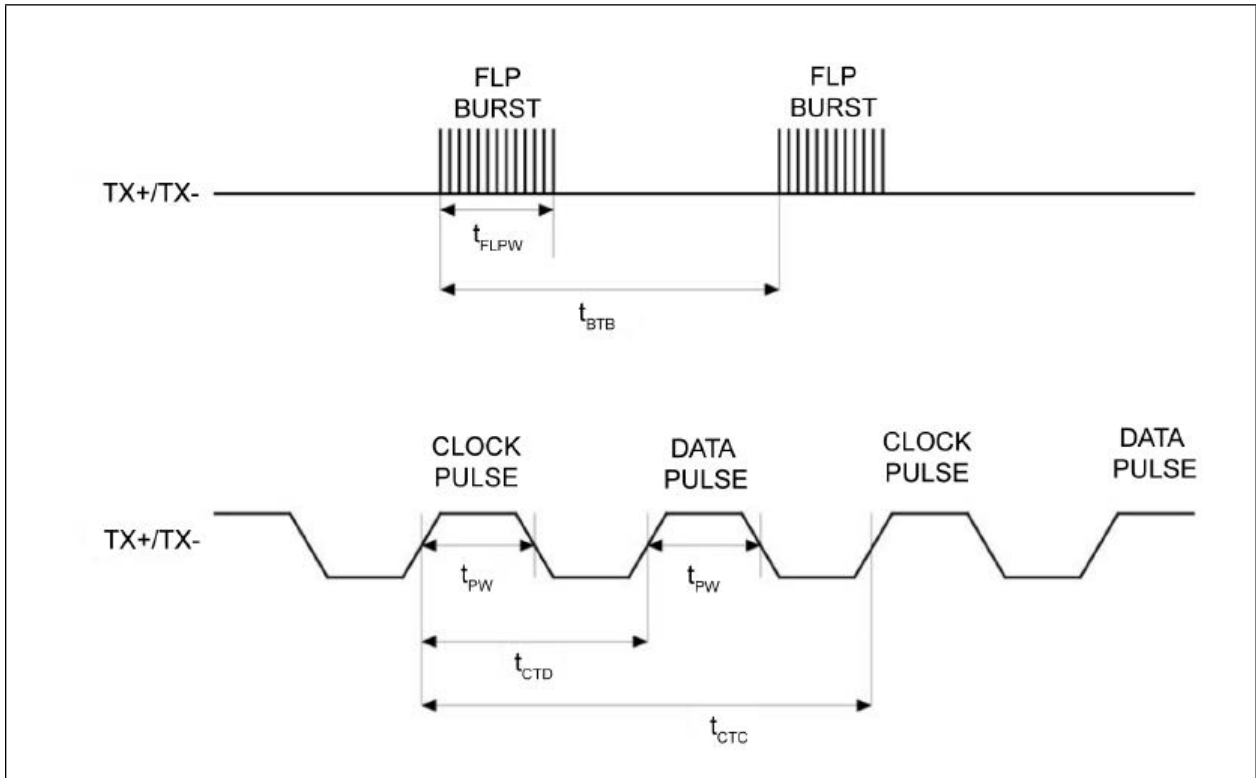 FLP
BURST
FLP
BURST
TX+/TX-
tFLPW
tBTB
CLOCK
PULSE
DATA
PULSE
CLOCK
PULSE
DATA
PULSE
TX+/TX-
tPW
tPW
tCTD
tCTC